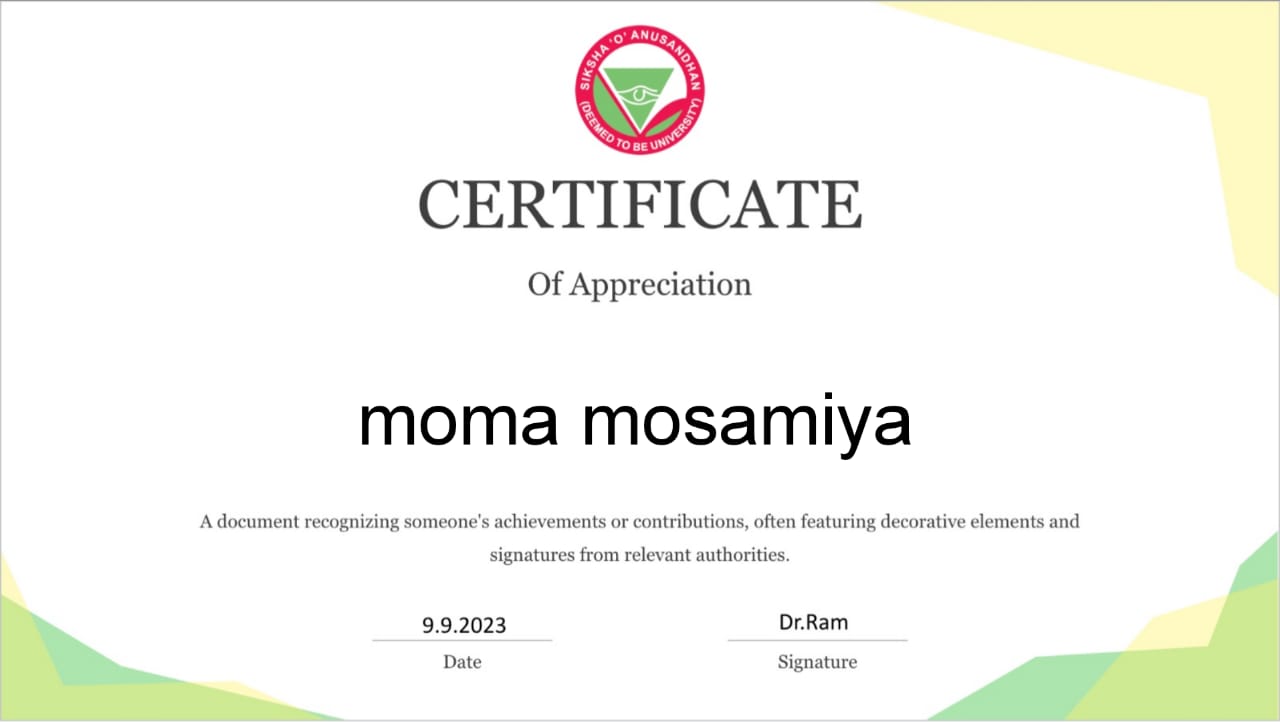 SIKSHA 'O' ANUSANDHAN
(DEEMED TO BE UNIVERSITY)
CERTIFICATE
Of Appreciation
moma mosamiya
A document recognizing someone's achievements or contributions, often featuring decorative elements and
signatures from relevant authorities.
9.9.2023
Dr.Ram
Date
Signature